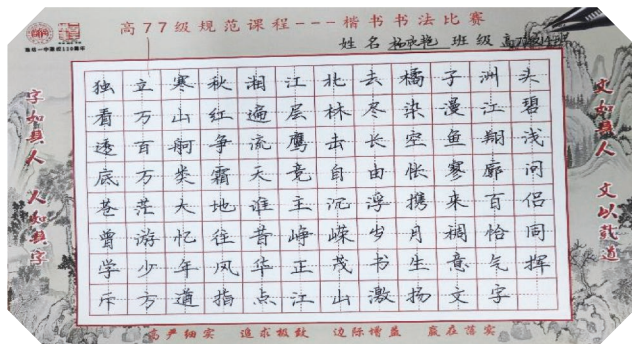 高77级规范课程---楷书书法比赛
姓名 班级 高77级
独立寒秋湘江北去橘子洲头
看万山红遍层林尽染漫江碧
透百舸争流鹰击长空鱼翔浅
底万类霜天竞自由怅寥廓问
苍茫大地谁主沉浮携来百侣
曾游忆往昔峥嵘岁月稠恰同
学少年风华正茂书生意气挥
斥方遒指点江山激扬文字
字如其人 人如其字
文如其人 文以载道
高严细实 追求极致 边际增益 赢在落实